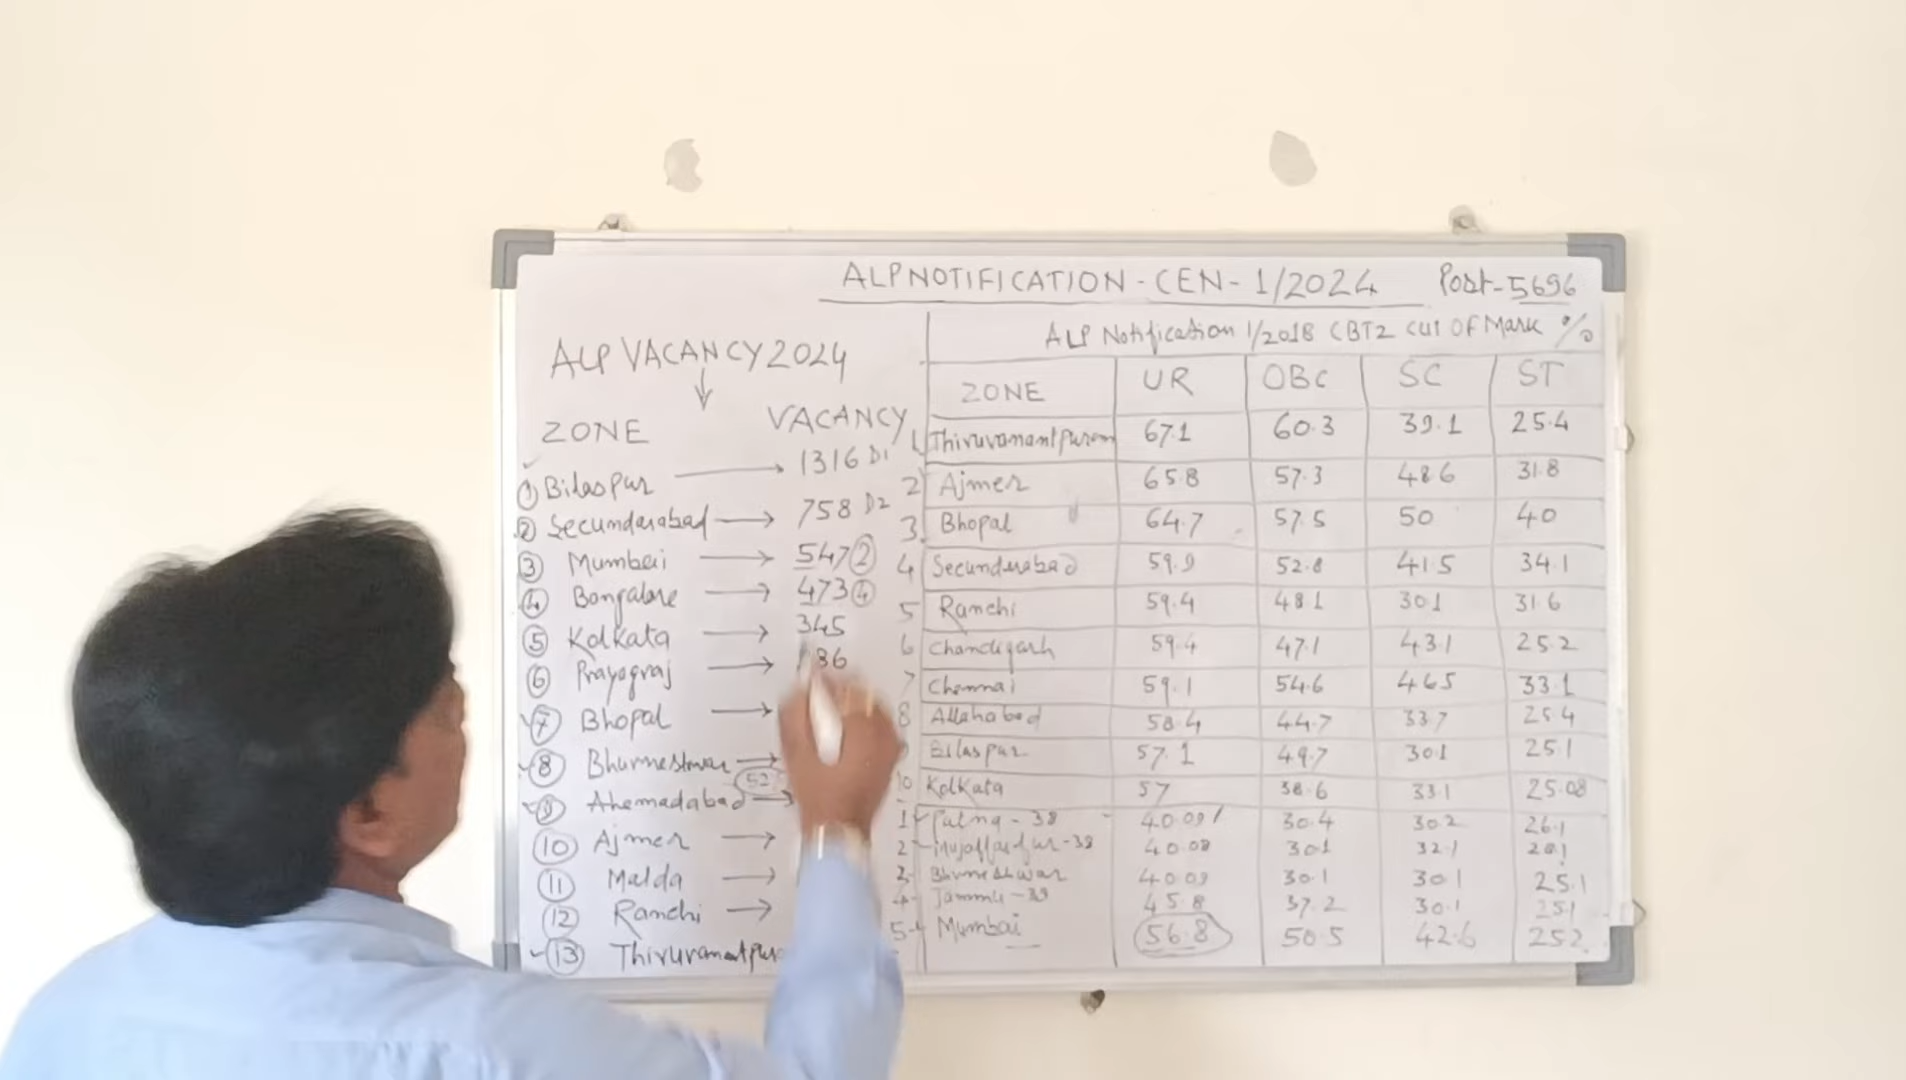 ALP NOTIFICATION - CEN - 1/2024 Post-5696
ALP VACANCY 2024
ZONE VACANCY
1 Bilaspur → 1316 D1
2 Secunderabad → 758 D2
3 Mumbai → 547 2
4 Bangalore → 473 4
5 Kolkata → 345
6 Prayagraj → 86
7 Bhopal →
8 Bhurneshwar →
52
9 Ahemadabad →
10 Ajmer →
11 Malda →
12 Ranchi →
13 Thiruvanantpur
ALP Notification 1/2018 CBT2 CUT OF MARK %
ZONE UR OBC SC ST
1 Thiruvanantpuram 67.1 60.3 39.1 25.4
2 Ajmer 65.8 57.3 48.6 31.8
3 Bhopal 64.7 57.5 50 40
4 Secunderabad 59.9 52.8 41.5 34.1
5 Ranchi 59.4 48.1 30.1 31.6
6 Chandigarh 59.4 47.1 43.1 25.2
7 Chennai 59.1 54.6 46.5 33.1
8 Allahabad 58.4 44.7 33.7 25.4
Bilaspur 57.1 49.7 30.1 25.1
10 Kolkata 57 38.6 33.1 25.08
1 Patna - 38 40.09 30.4 30.2 26.1
2 Mujaffarfur-38 40.08 30.1 32.1
3 Bhurneshwar 40.09 30.1 30.1 25.1
4 Jammu - 39 45.8 37.2 30.1 25.1
5 Mumbai 56.8 50.5 42.6 25.2